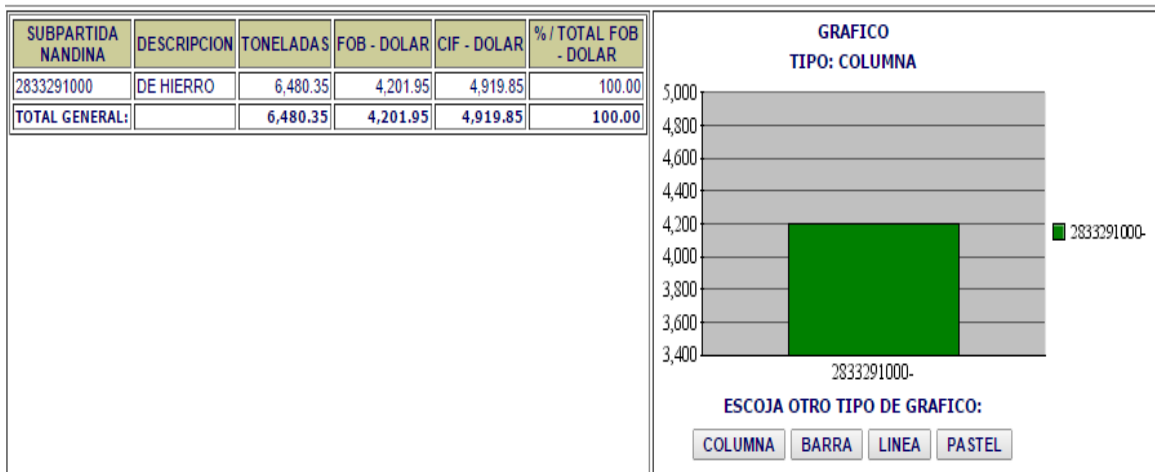 SUBPARTIDA NANDINA DESCRIPCION TONELADAS FOB - DOLAR CIF - DOLAR % / TOTAL FOB - DOLAR
2833291000 DE HIERRO 6,480.35 4,201.95 4,919.85 100.00
TOTAL GENERAL: 6,480.35 4,201.95 4,919.85 100.00
GRAFICO
TIPO: COLUMNA
5,000
4,800
4,600
4,400
4,200
4,000
3,800
3,600
3,400
2833291000-
2833291000-
ESCOJA OTRO TIPO DE GRAFICO:
COLUMNA BARRA LINEA PASTEL